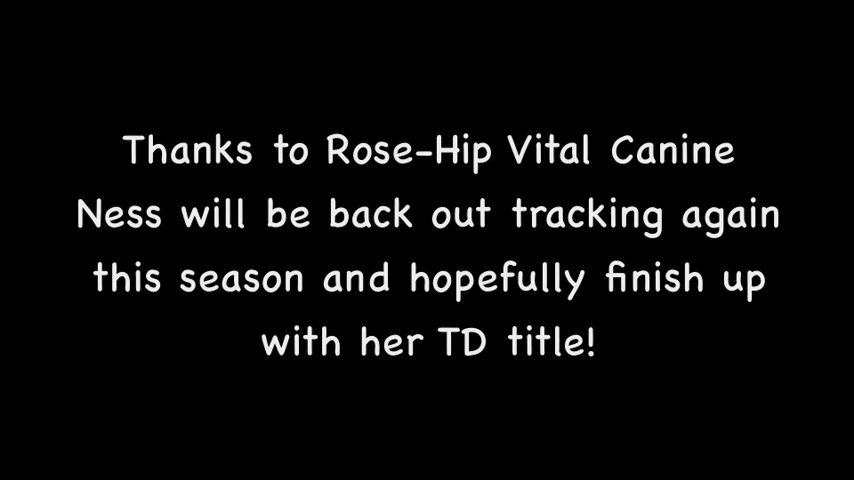 Thanks to Rose-Hip Vital Canine
Ness will be back out tracking again
this season and hopefully finish up
with her TD title!